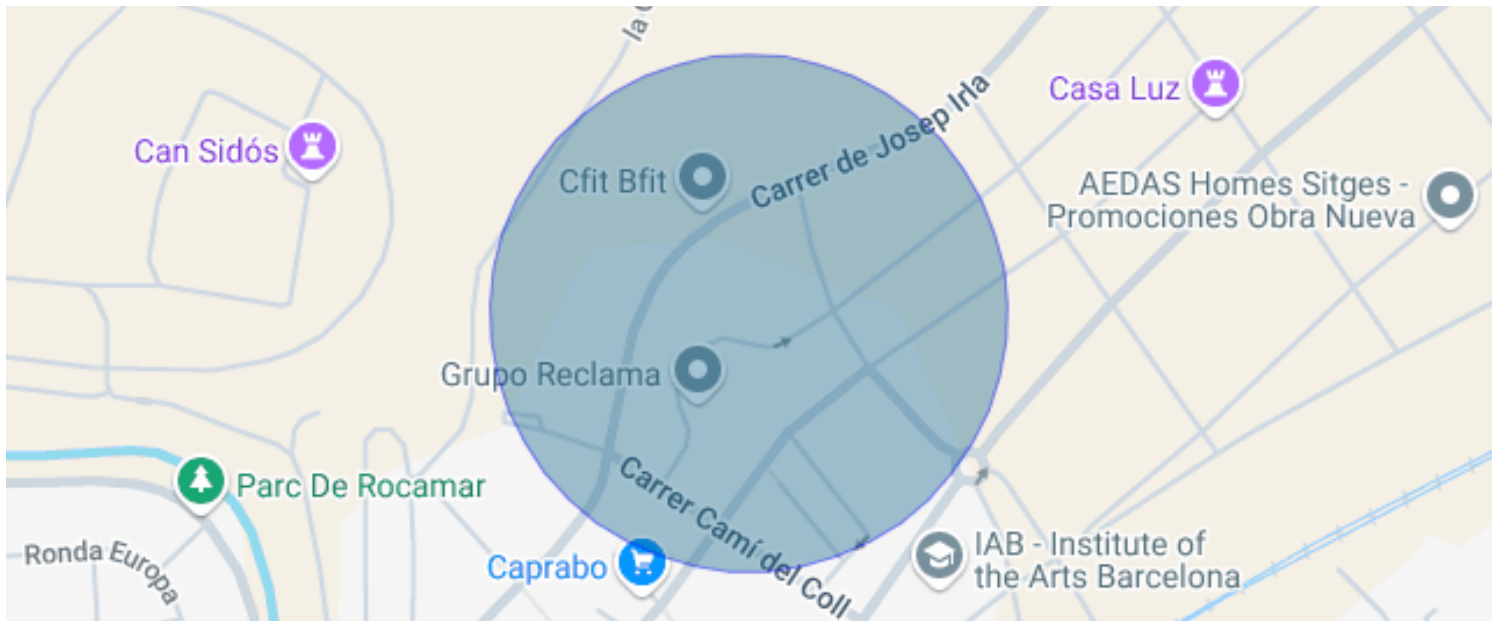 la
Casa Luz
Can Sidós
Carrer de Josep Irla
Cfit Bfit
AEDAS Homes Sitges -
Promociones Obra Nueva
Grupo Reclama
Parc De Rocamar
Carrer Camí del Coll
Ronda Europa
Caprabo
IAB - Institute of
the Arts Barcelona